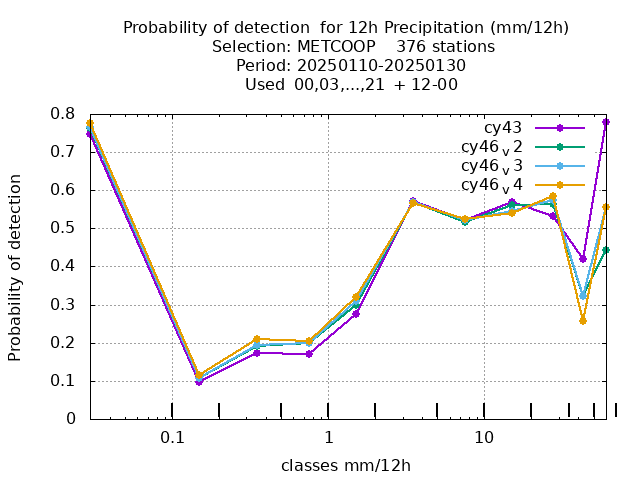 Probability of detection for 12h Precipitation (mm/12h)
Selection: METCOOP 376 stations
Period: 20250110-20250130
Used 00,03,...,21 + 12-00
cy43
cy46 v 2
cy46 v 3
cy46 v 4
0.8
0.7
0.6
0.5
0.4
0.3
0.2
0.1
0
Probability of detection
0.1 1 10
classes mm/12h